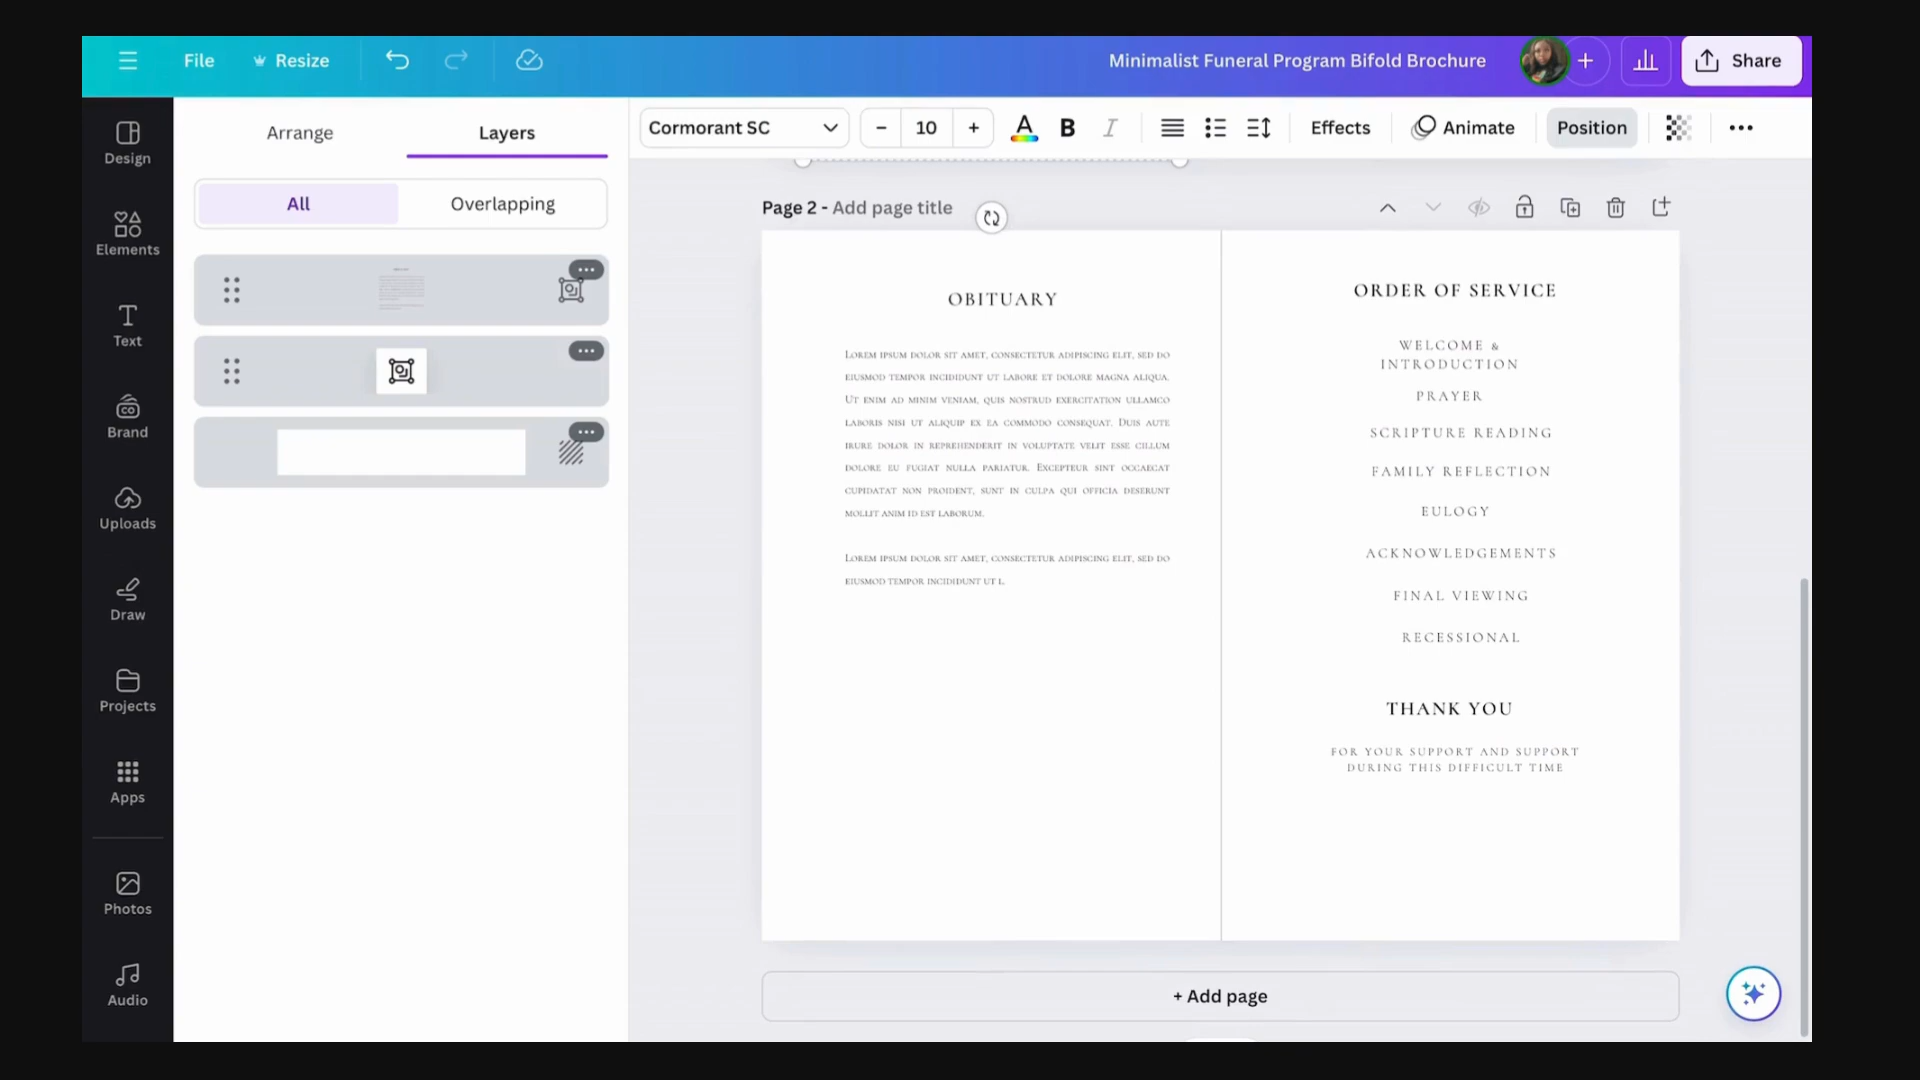 File
Resize
Minimalist Funeral Program Bifold Brochure
Share
Design
Elements
Text
Brand
Uploads
Draw
Projects
Apps
Photos
Audio
Arrange
Layers
All
Overlapping
Cormorant SC
10
Effects
Animate
Position
Page 2 - Add page title
OBITUARY
Lorem ipsum dolor sit amet, consectetur adipiscing elit, sed do
eiusmod tempor incididunt ut labore et dolore magna aliqua.
Ut enim ad minim veniam, quis nostrud exercitation ullamco
laboris nisi ut aliquip ex ea commodo consequat. Duis aute
irure dolor in reprehenderit in voluptate velit esse cillum
dolore eu fugiat nulla pariatur. Excepteur sint occaecat
cupidatat non proident, sunt in culpa qui officia deserunt
mollit anim id est laborum.
Lorem ipsum dolor sit amet, consectetur adipiscing elit, sed do
eiusmod tempor incididunt ut l.
ORDER OF SERVICE
WELCOME &
INTRODUCTION
PRAYER
SCRIPTURE READING
FAMILY REFLECTION
EULOGY
ACKNOWLEDGEMENTS
FINAL VIEWING
RECESSIONAL
THANK YOU
FOR YOUR SUPPORT AND SUPPORT
DURING THIS DIFFICULT TIME
+ Add page